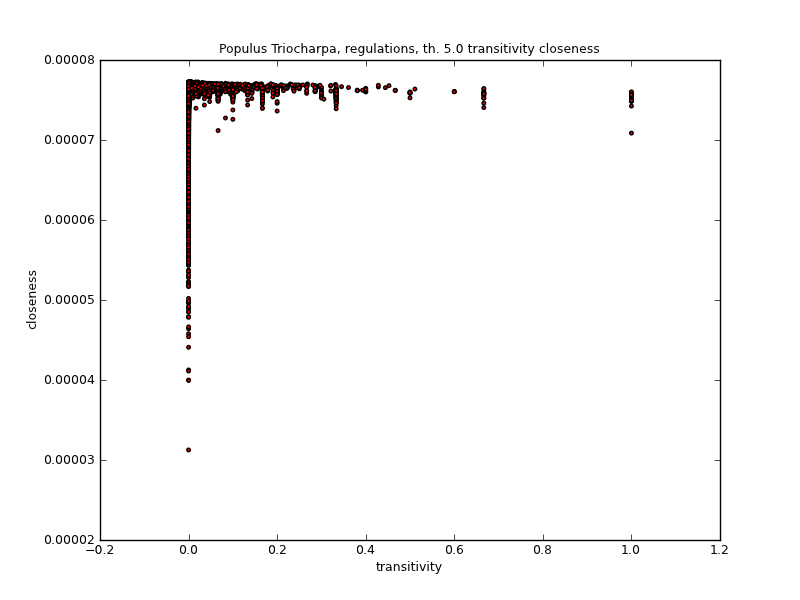 Populus Triocharpa, regulations, th. 5.0 transitivity closeness
0.00008
0.00007
0.00006
0.00005
0.00004
0.00003
0.00002
closeness
−0.2 0.0 0.2 0.4 0.6 0.8 1.0 1.2
transitivity